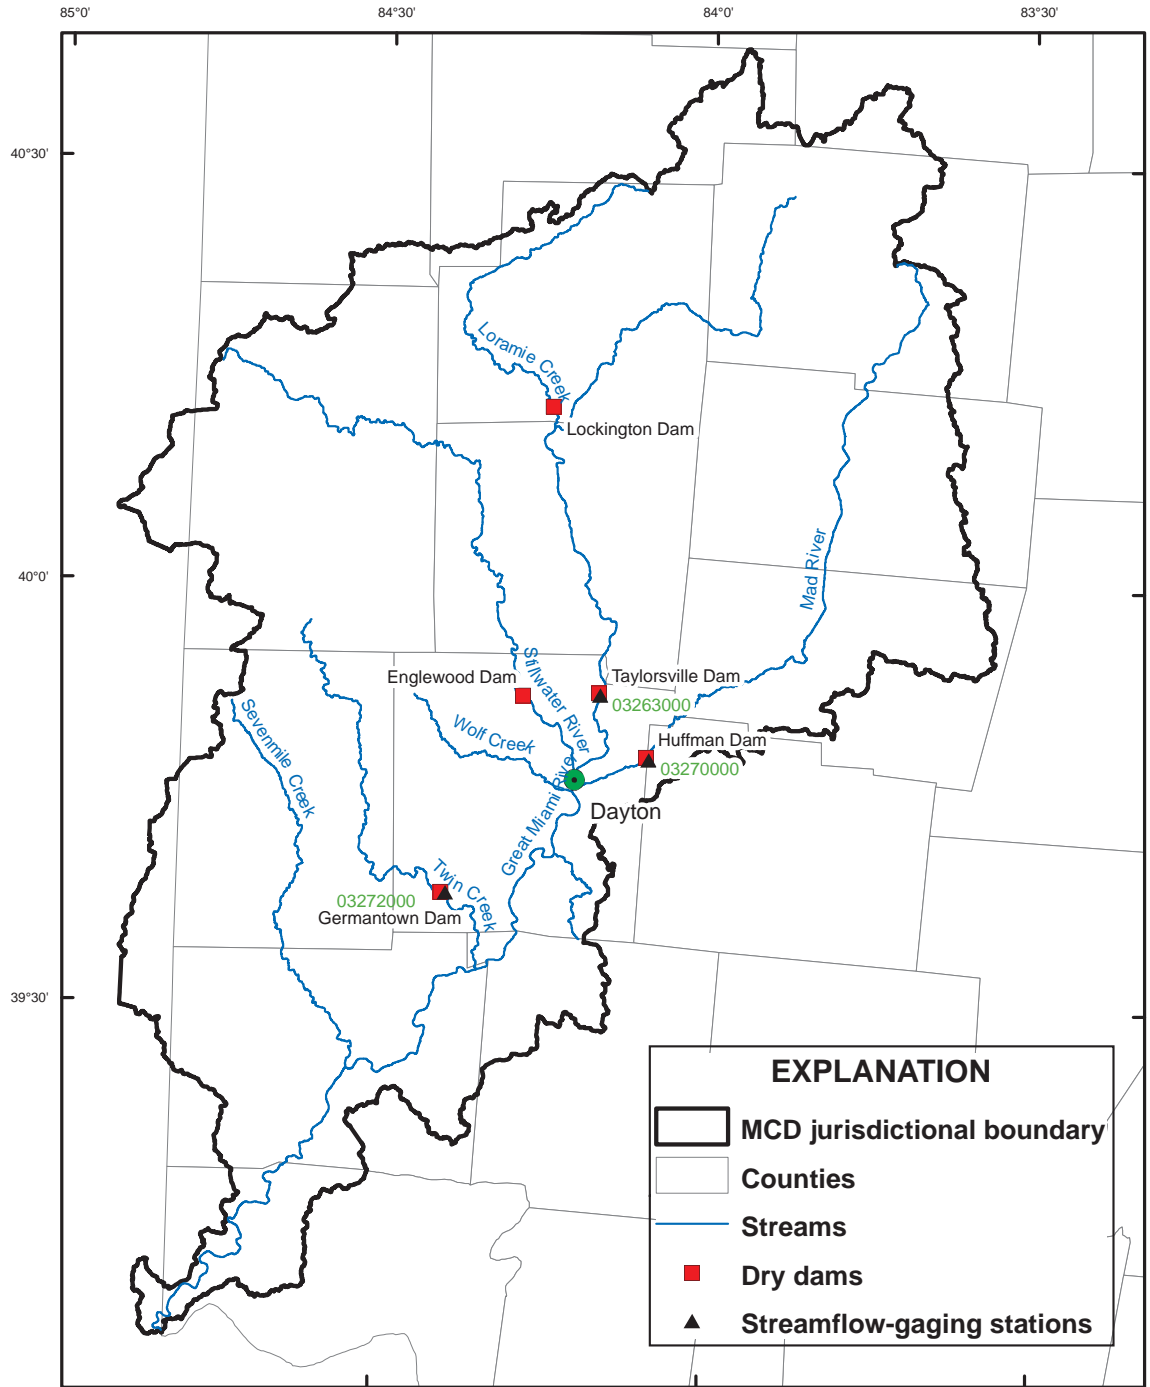 85°0'
84°30'
84°0'
83°30'
40°30'
40°0'
39°30'
Loramie Creek
Lockington Dam
Mad River
Stillwater River
Englewood Dam
Taylorsville Dam
03263000
Sevenmile Creek
Wolf Creek
Huffman Dam
03270000
Great Miami River
Dayton
Twin Creek
03272000
Germantown Dam
EXPLANATION
MCD jurisdictional boundary
Counties
Streams
Dry dams
Streamflow-gaging stations